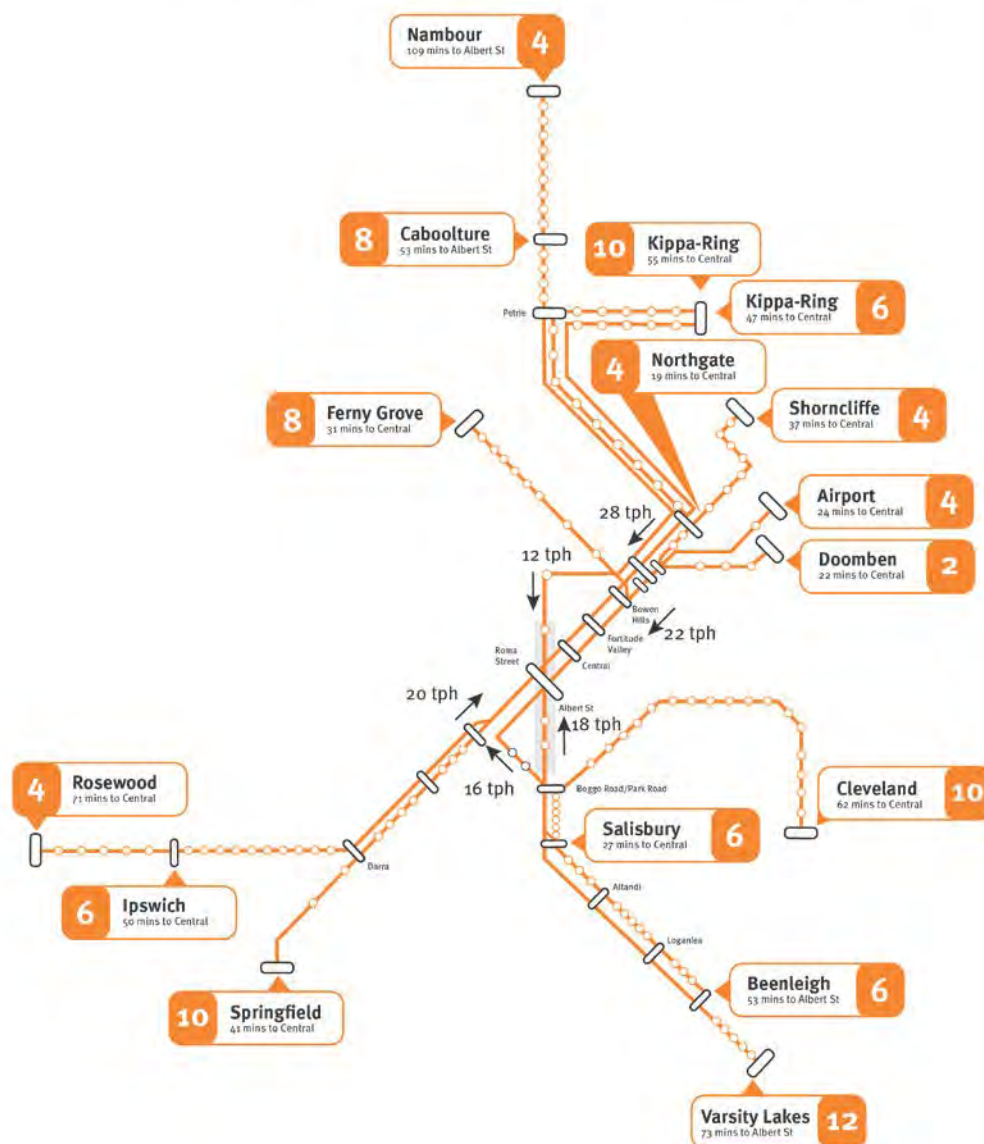 Nambour
109 mins to Albert St
4
8
Caboolture
53 mins to Albert St
10
Kippa-Ring
55 mins to Central
Kippa-Ring
47 mins to Central
6
Petrie
4
Northgate
19 mins to Central
8
Ferny Grove
31 mins to Central
Shorncliffe
37 mins to Central
4
Airport
24 mins to Central
4
Doomben
22 mins to Central
2
28 tph
12 tph
Bowen
Hills
22 tph
Fortitude
Valley
Central
Roma
Street
Albert St
20 tph
18 tph
16 tph
Boggo Road/Park Road
4
Rosewood
71 mins to Central
Cleveland
62 mins to Central
10
Salisbury
27 mins to Central
6
Darra
6
Ipswich
50 mins to Central
Altandi
Loganlea
10
Springfield
41 mins to Central
Beenleigh
53 mins to Albert St
6
Varsity Lakes
73 mins to Albert St
12